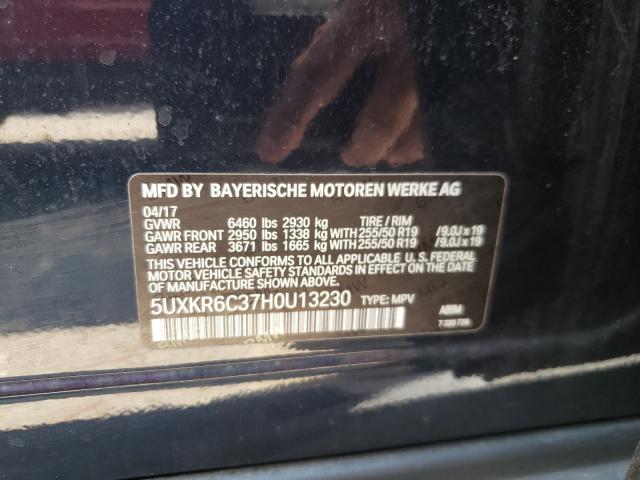 MFD BY BAYERISCHE MOTOREN WERKE AG
04/17
GVWR 6460 lbs 2930 kg TIRE / RIM
GAWR FRONT 2950 lbs 1338 kg WITH 255/50 R19 /9.0J x 19
GAWR REAR 3671 lbs 1665 kg WITH 255/50 R19 /9.0J x 19
THIS VEHICLE CONFORMS TO ALL APPLICABLE U. S. FEDERAL
MOTOR VEHICLE SAFETY STANDARDS IN EFFECT ON THE DATE
OF MANUFACTURE SHOWN ABOVE.
5UXKR6C37H0U13230 TYPE: MPV